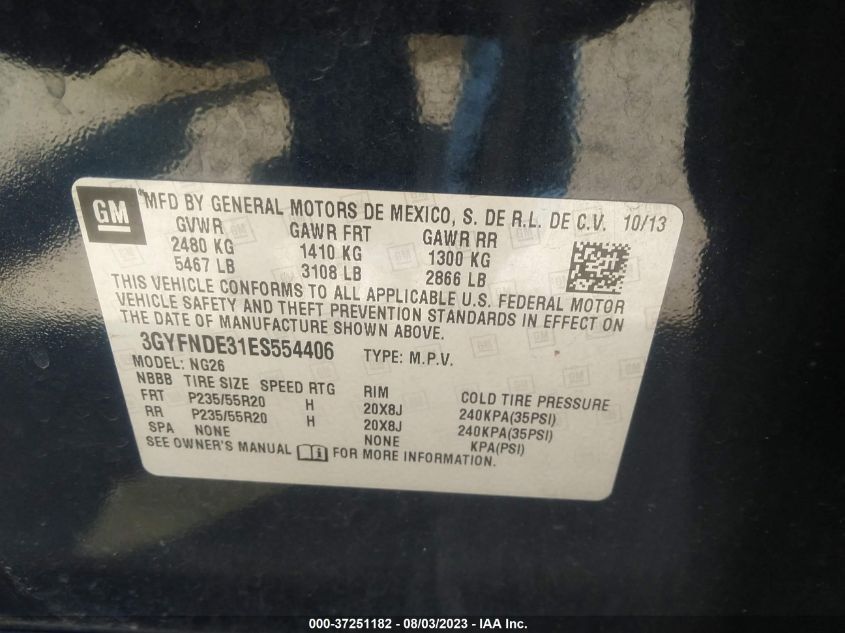 GM
MFD BY GENERAL MOTORS DE MEXICO, S. DE R.L. DE C.V. 10/13
GVWR GAWR FRT GAWR RR
2480 KG 1410 KG 1300 KG
5467 LB 3108 LB 2866 LB
THIS VEHICLE CONFORMS TO ALL APPLICABLE U.S. FEDERAL MOTOR
VEHICLE SAFETY AND THEFT PREVENTION STANDARDS IN EFFECT ON
THE DATE OF MANUFACTURE SHOWN ABOVE.
3GYFNDE31ES554406 TYPE: M.P.V.
MODEL: NG26
NBBB TIRE SIZE SPEED RTG RIM COLD TIRE PRESSURE
FRT P235/55R20 H 20X8J 240KPA(35PSI)
RR P235/55R20 H 20X8J 240KPA(35PSI)
SPA NONE NONE KPA(PSI)
SEE OWNER'S MANUAL FOR MORE INFORMATION.
000-37251182 - 08/03/2023 - IAA Inc.